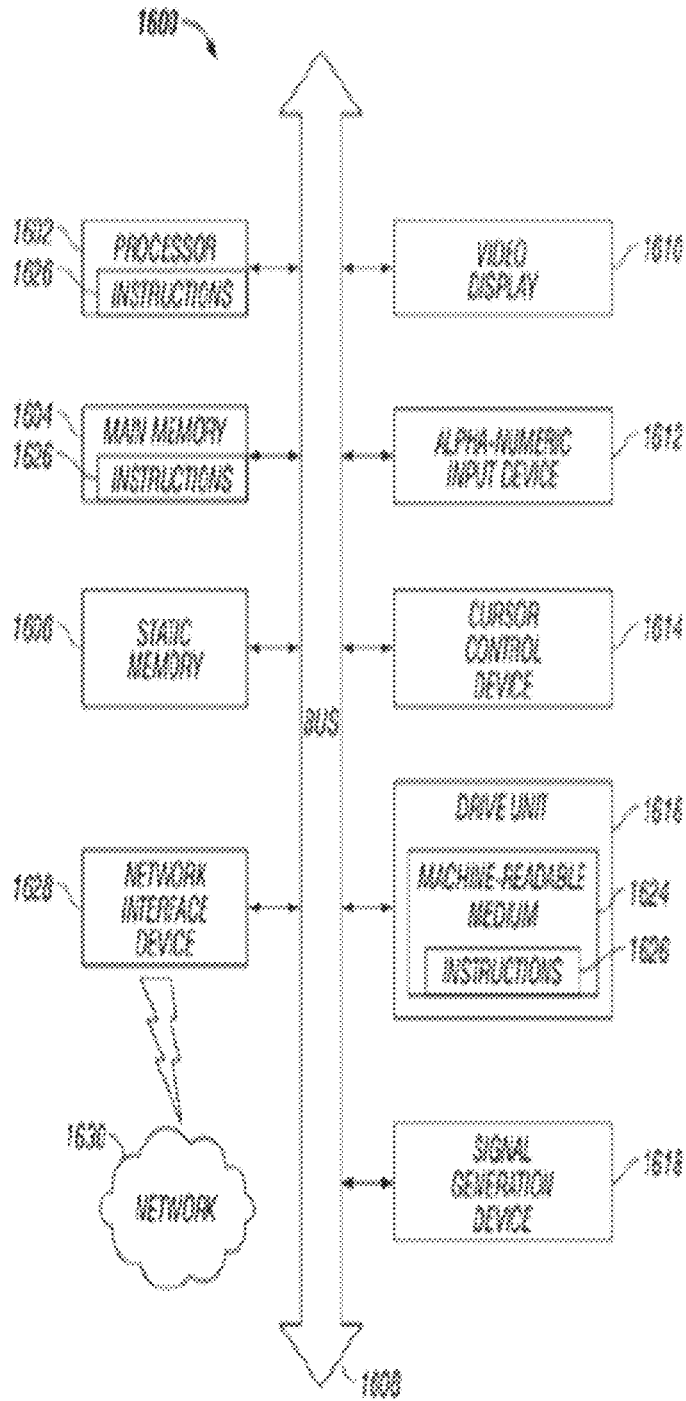 1600
1602
PROCESSOR
1626
INSTRUCTIONS
1610
VIDEO
DISPLAY
1604
MAIN MEMORY
1626
INSTRUCTIONS
1612
ALPHA-NUMERIC
INPUT DEVICE
1606
STATIC
MEMORY
1614
CURSOR
CONTROL
DEVICE
BUS
1616
DRIVE UNIT
MACHINE-READABLE
MEDIUM
1624
INSTRUCTIONS
1626
1628
NETWORK
INTERFACE
DEVICE
1630
NETWORK
1618
SIGNAL
GENERATION
DEVICE
1608